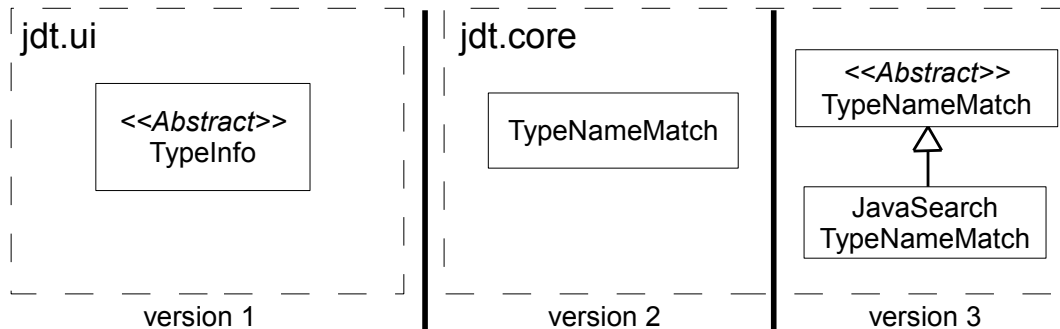 jdt.ui
<<Abstract>>
TypeInfo
version 1
jdt.core
TypeNameMatch
version 2
<<Abstract>>
TypeNameMatch
JavaSearch
TypeNameMatch
version 3